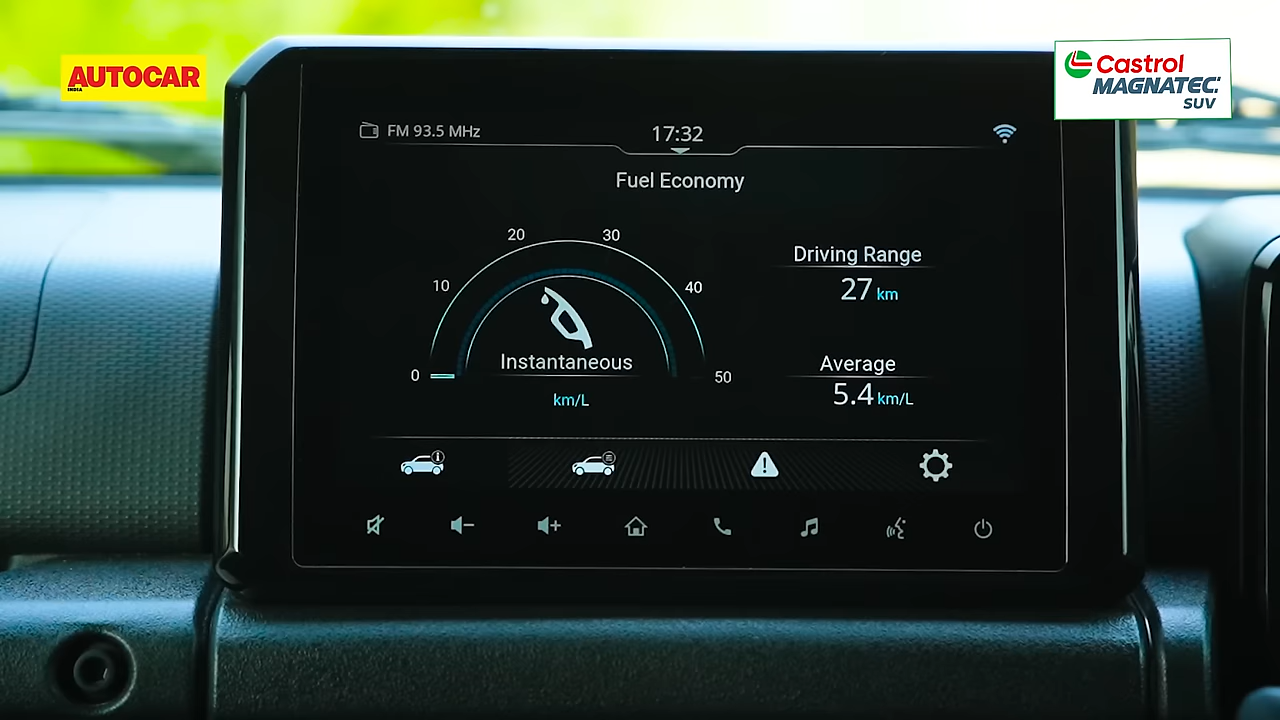 AUTOCAR
INDIA
Castrol
MAGNATEC
SUV
FM 93.5 MHz
17:32
Fuel Economy
0
10
20
30
40
50
Instantaneous
km/L
Driving Range
27 km
Average
5.4 km/L